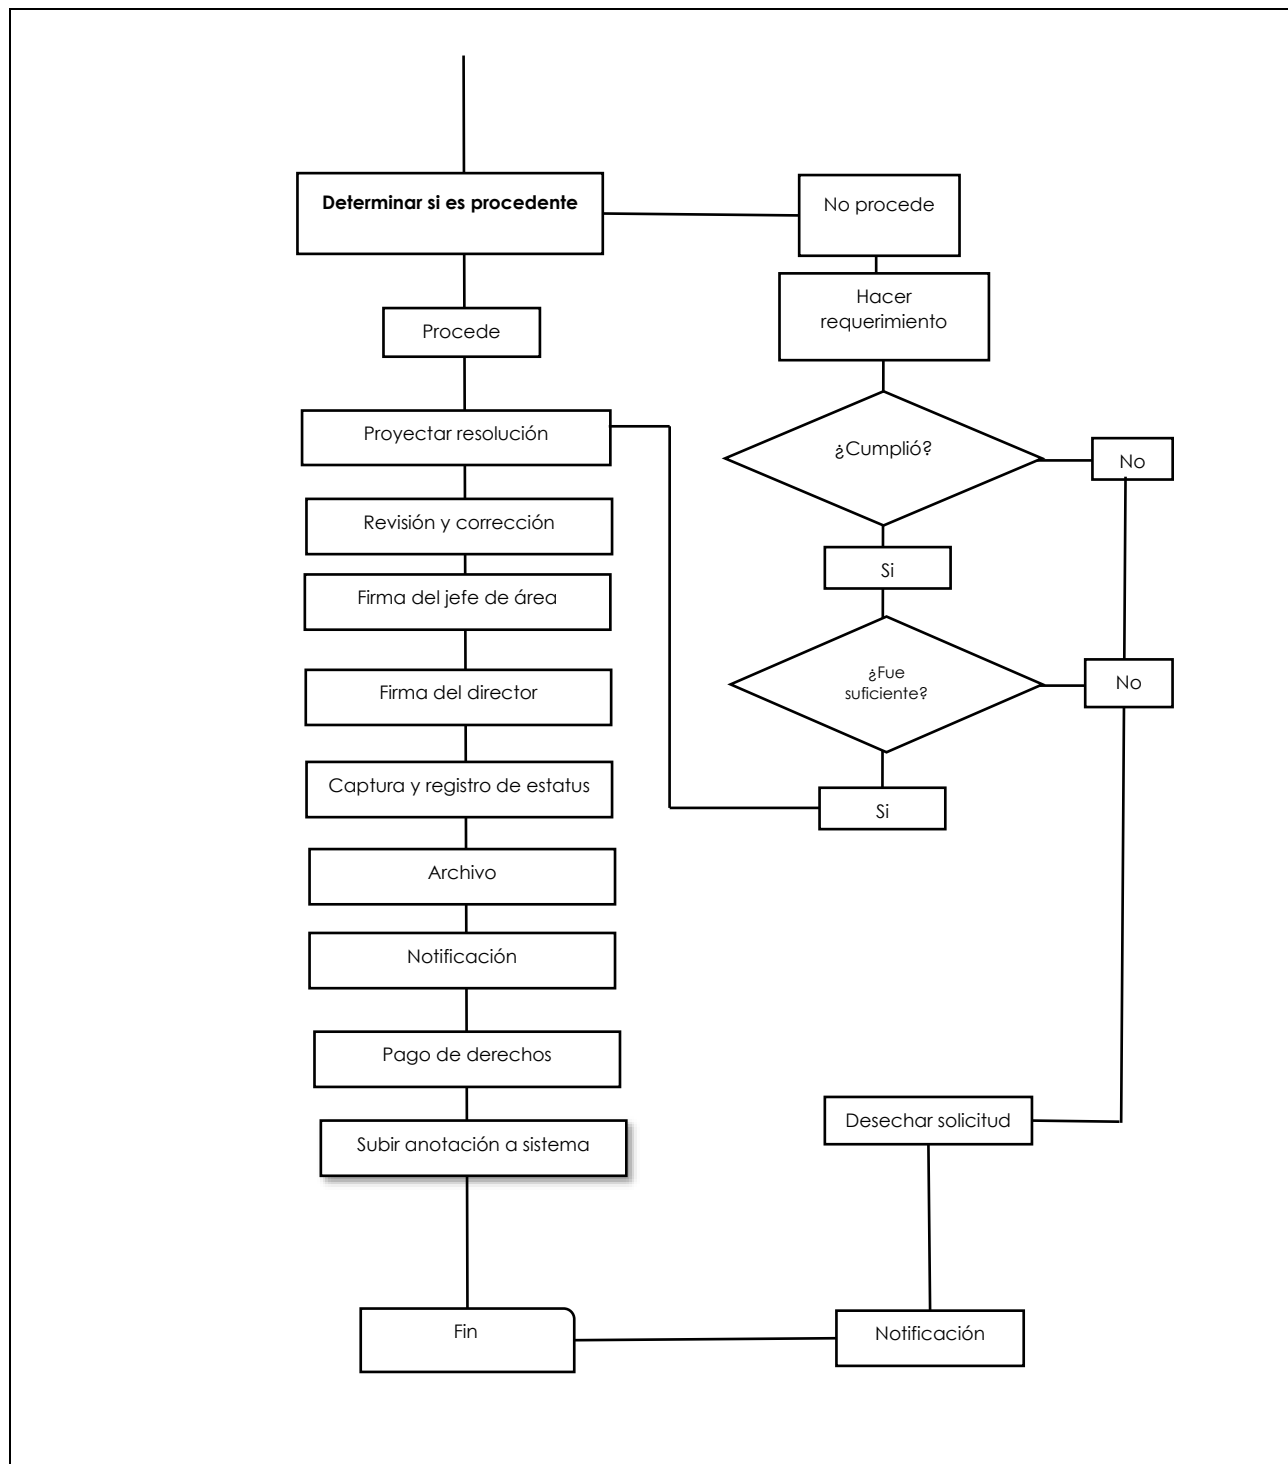 Determinar si es procedente
No procede
Hacer
requerimiento
Procede
Proyectar resolución
¿Cumplió?
No
Revisión y corrección
Si
Firma del jefe de área
¿Fue
suficiente?
No
Firma del director
Captura y registro de estatus
Si
Archivo
Notificación
Pago de derechos
Desechar solicitud
Subir anotación a sistema
Fin
Notificación